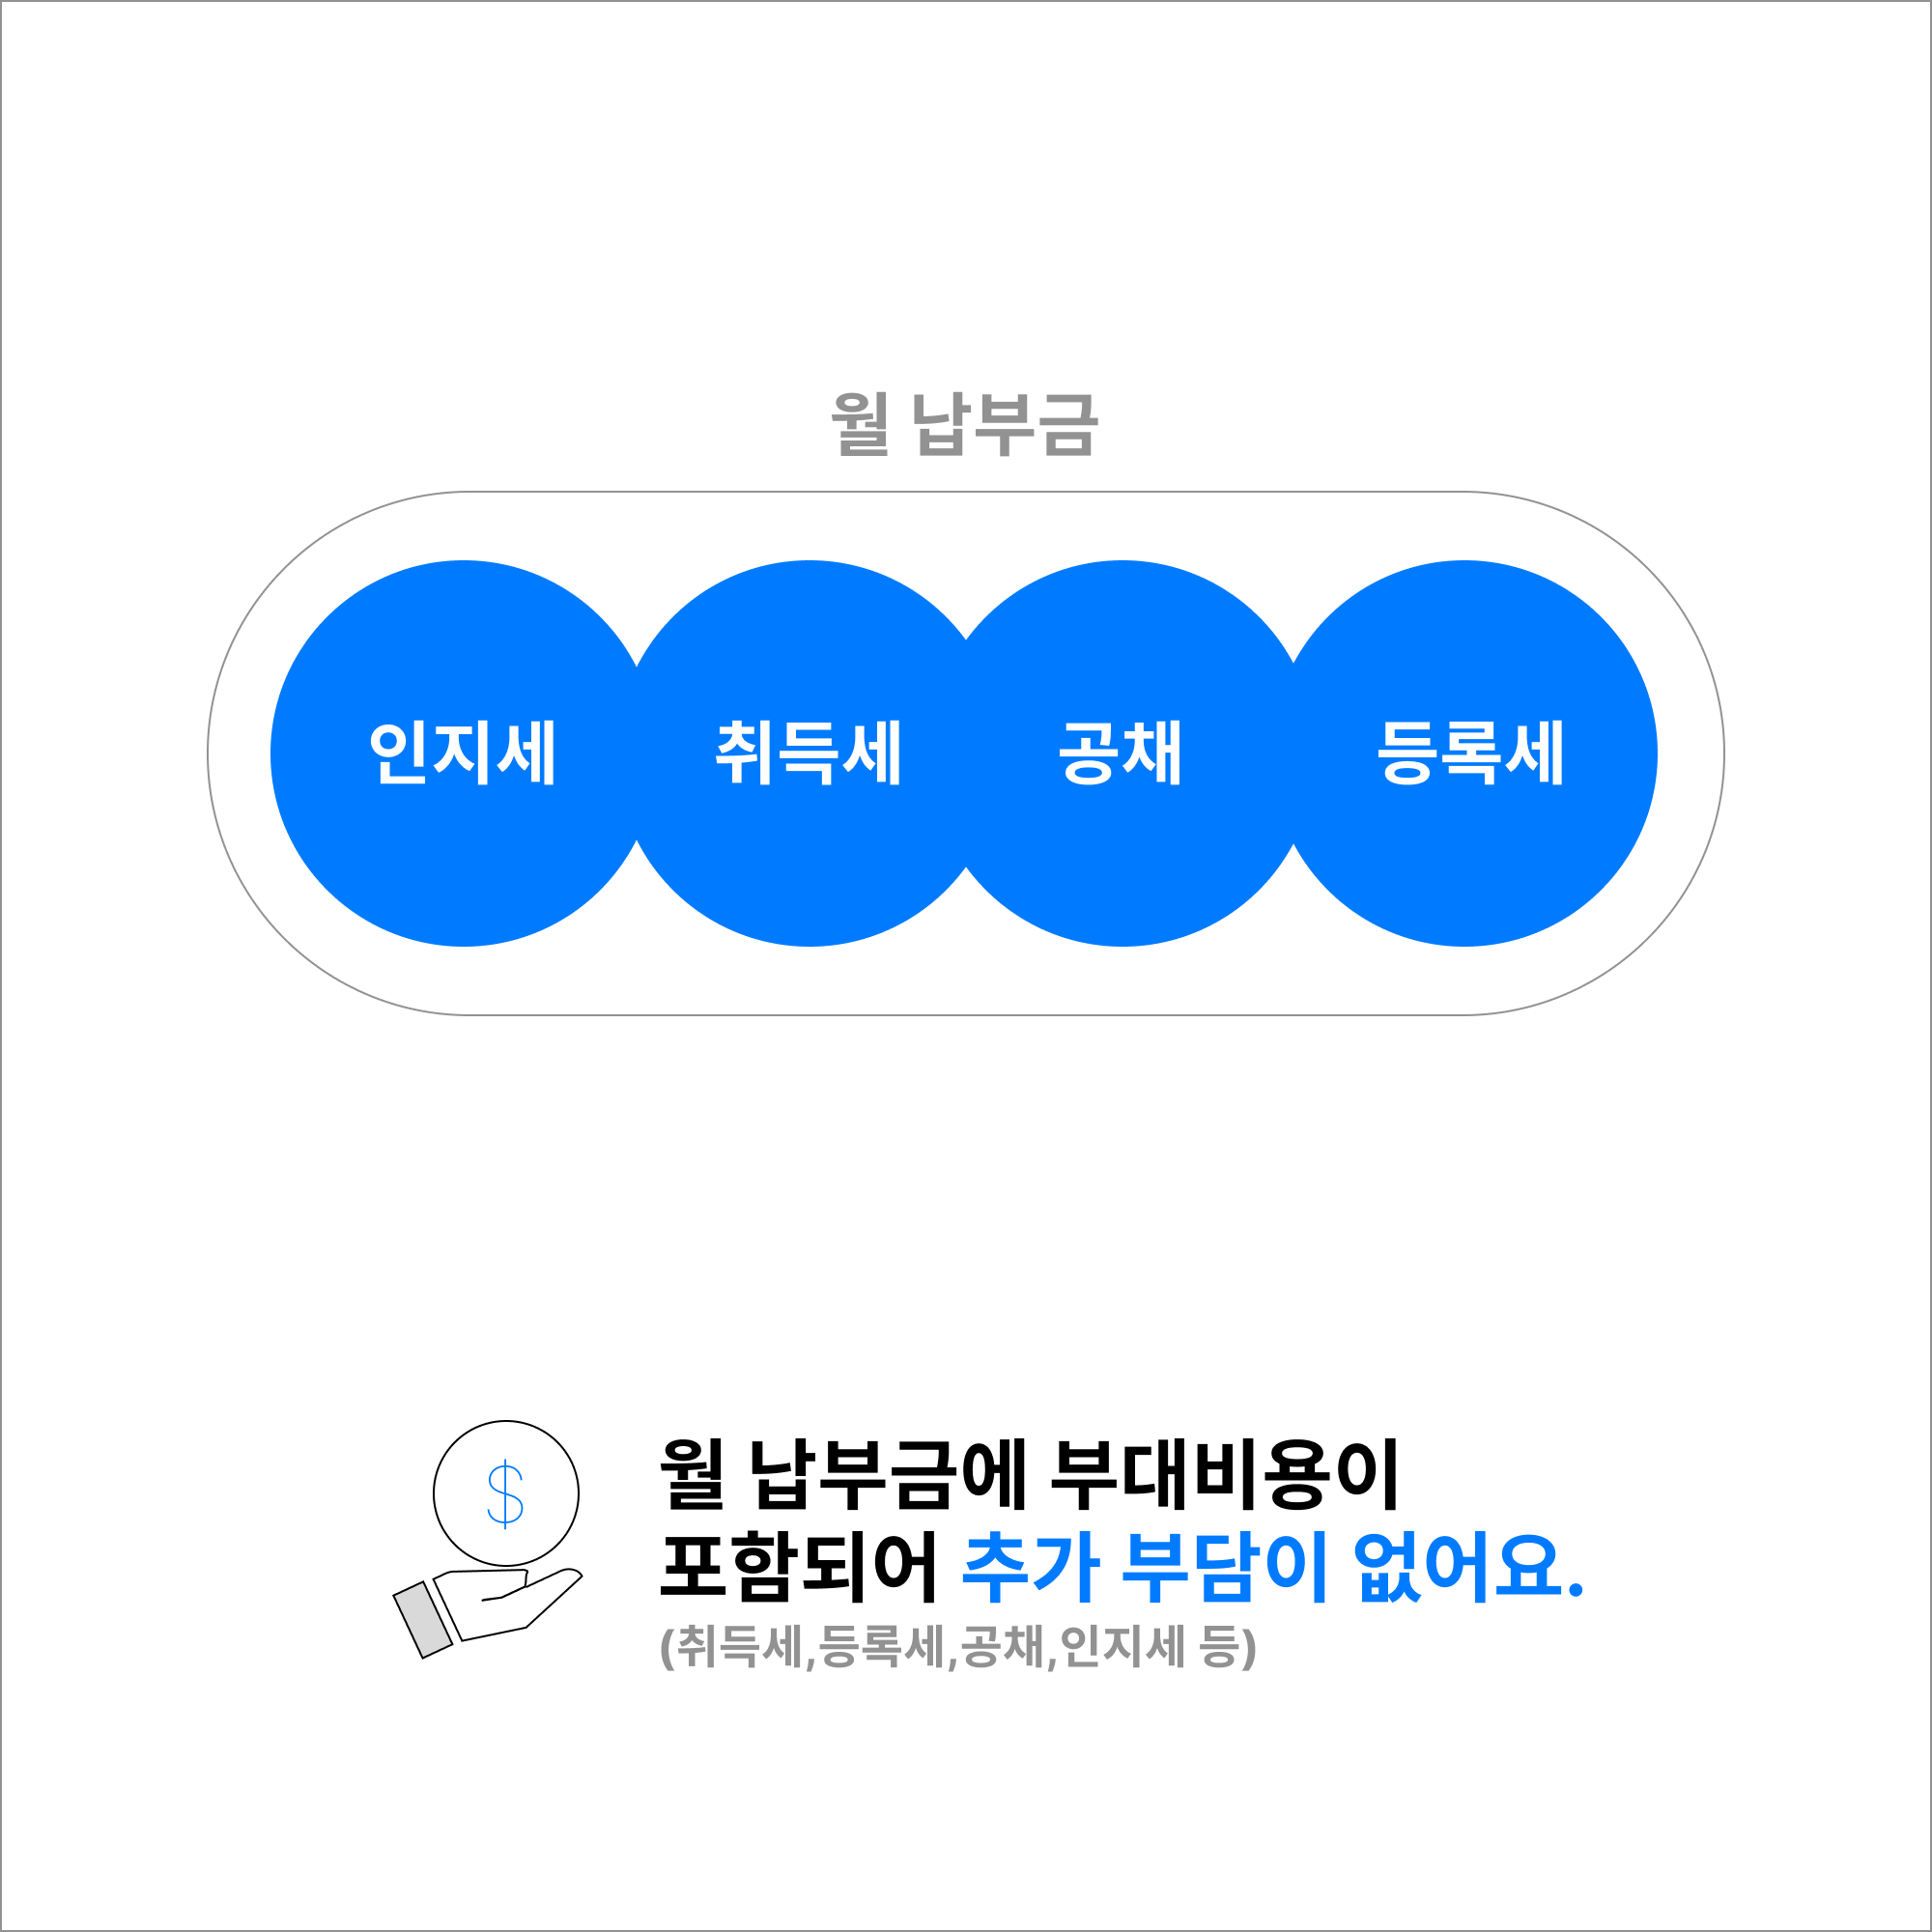 월 납부금
인지세 취득세 공채 등록세
$
월 납부금에 부대비용이
포함되어 추가 부담이 없어요.
(취득세,등록세,공채,인지세 등)